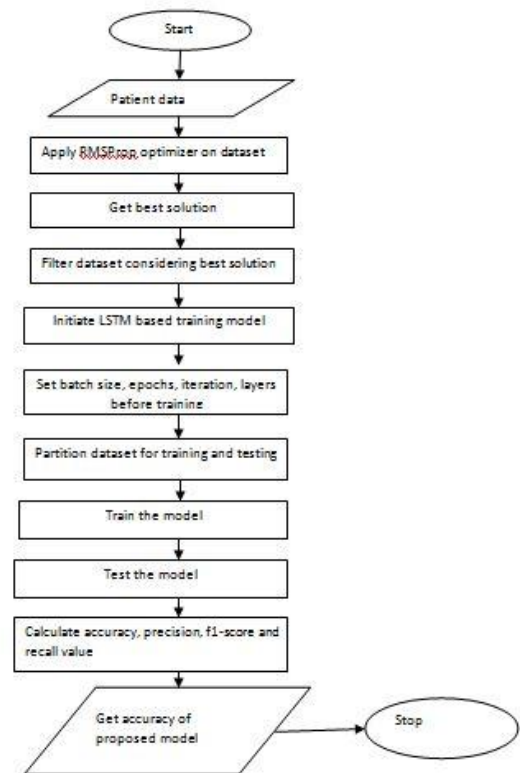 Start
Patient data
Apply RMSProp optimizer on dataset
Get best solution
Filter dataset considering best solution
Initiate LSTM based training model
Set batch size, epochs, iteration, layers
before training
Partition dataset for training and testing
Train the model
Test the model
Calculate accuracy, precision, f1-score and
recall value
Get accuracy of
proposed model
Stop